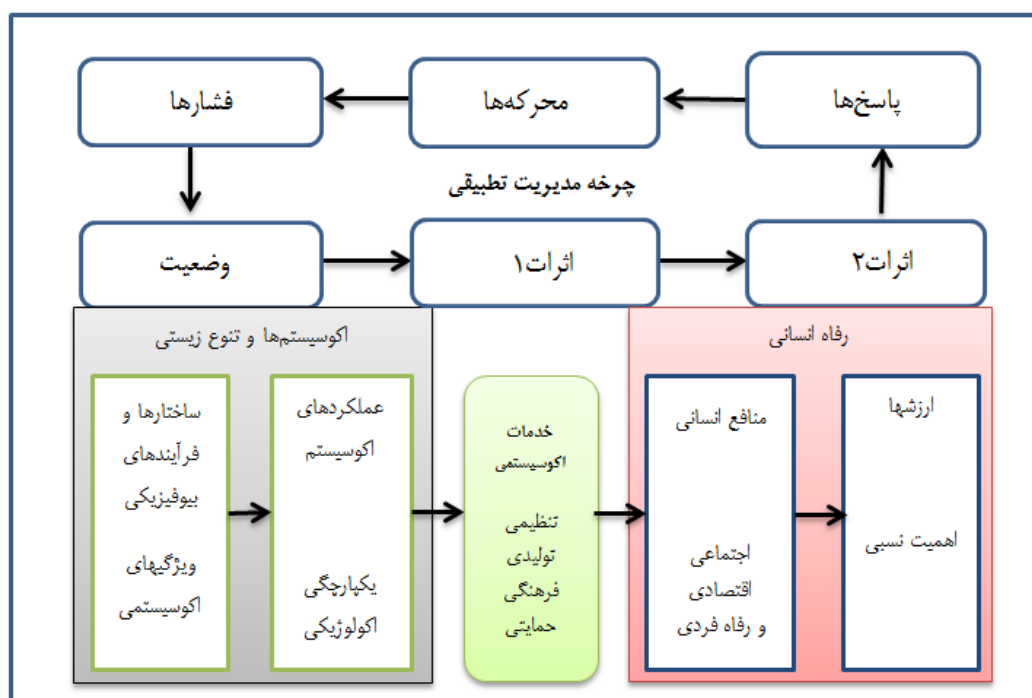 پاسخ‌ها
محرکه‌ها
فشارها
چرخه مدیریت تطبیقی
وضعیت
اثرات۱
اثرات۲
اکوسیستم‌ها و تنوع زیستی
ساختارها و
فرآیندهای
بیوفیزیکی
ویژگیهای
اکوسیستمی
عملکردهای
اکوسیستم
یکپارچگی
اکولوژیکی
خدمات
اکوسیستمی
تنظیمی
تولیدی
فرهنگی
حمایتی
رفاه انسانی
منافع انسانی
اجتماعی
اقتصادی
و رفاه فردی
ارزشها
اهمیت نسبی